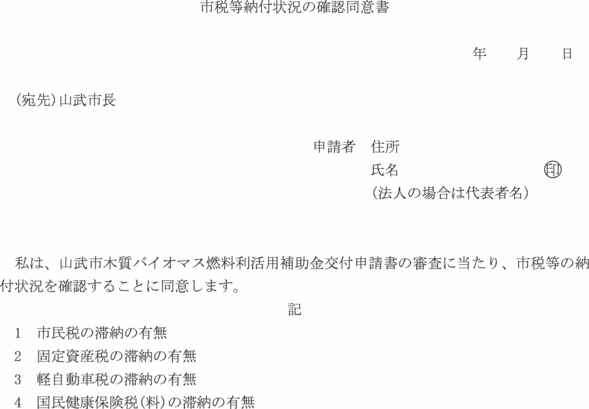 市税等納付状況の確認同意書
年　　月　　日
(宛先)山武市長
申請者　住所
氏名　　　　　　　　　　㊞
(法人の場合は代表者名)
私は、山武市木質バイオマス燃料利活用補助金交付申請書の審査に当たり、市税等の納
付状況を確認することに同意します。
記
1　市民税の滞納の有無
2　固定資産税の滞納の有無
3　軽自動車税の滞納の有無
4　国民健康保険税(料)の滞納の有無